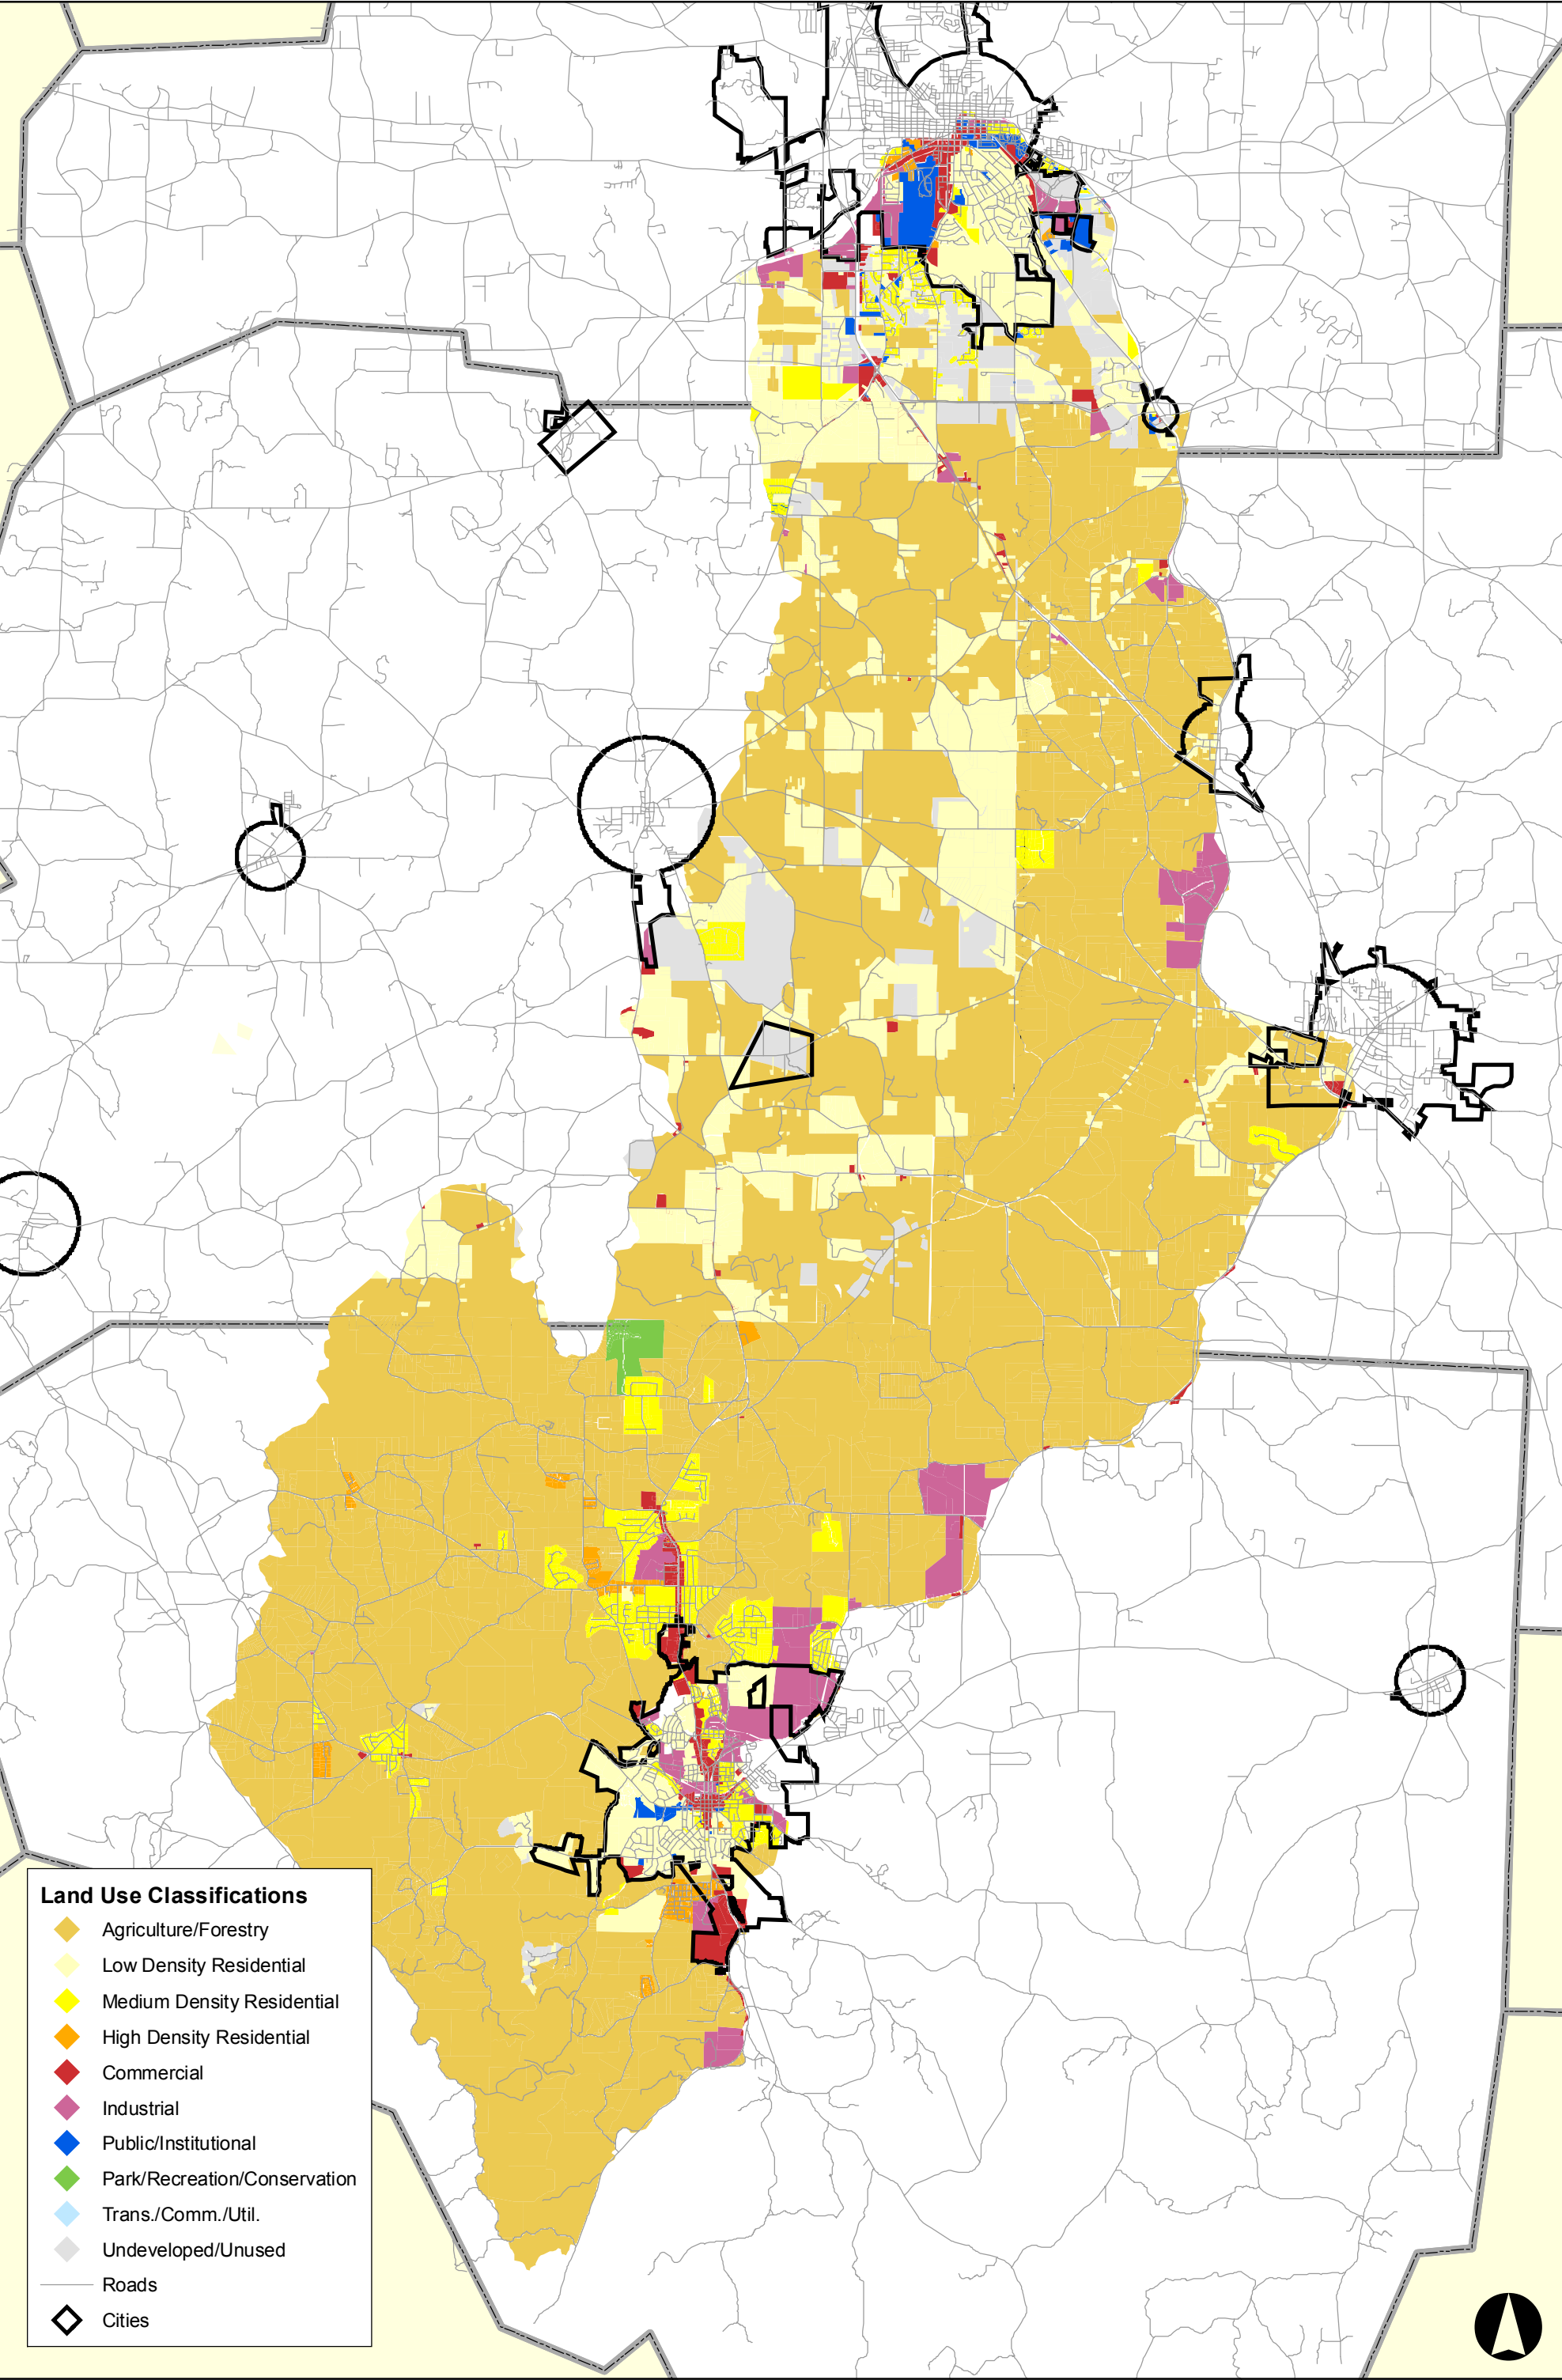 Land Use Classifications
Agriculture/Forestry
Low Density Residential
Medium Density Residential
High Density Residential
Commercial
Industrial
Public/Institutional
Park/Recreation/Conservation
Trans./Comm./Util.
Undeveloped/Unused
Roads
Cities